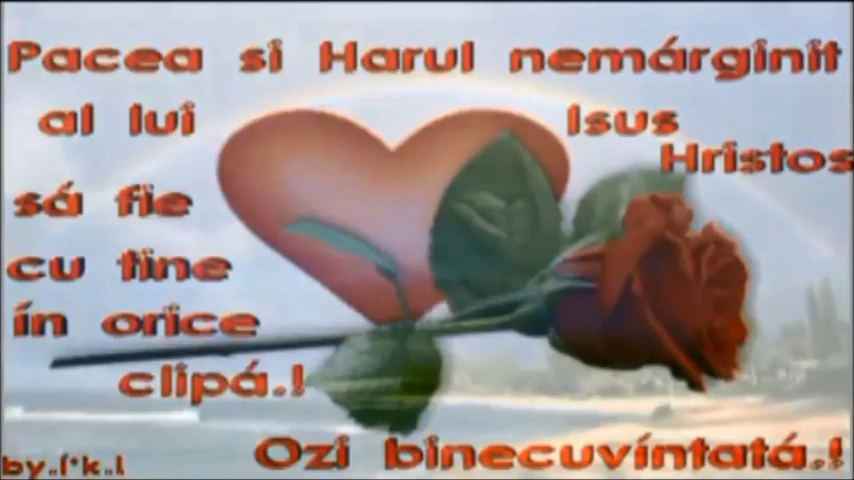 Pacea si Harul nemárginit
al lui Isus
Hristos
sá fie
cu tine
ín orice
clipá.!
Ozi binecuvíntatá.!
by..í*k.l